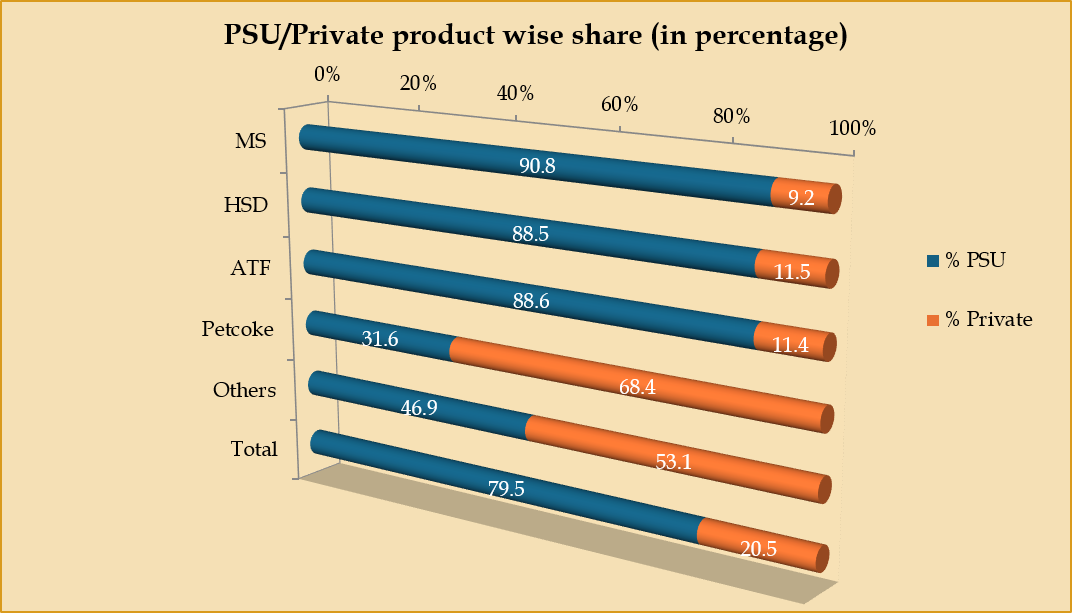 PSU/Private product wise share (in percentage)
0%
20%
40%
60%
80%
100%
MS
90.8
9.2
HSD
88.5
11.5
ATF
88.6
11.4
Petcoke
31.6
68.4
Others
46.9
53.1
Total
79.5
20.5
% PSU
% Private